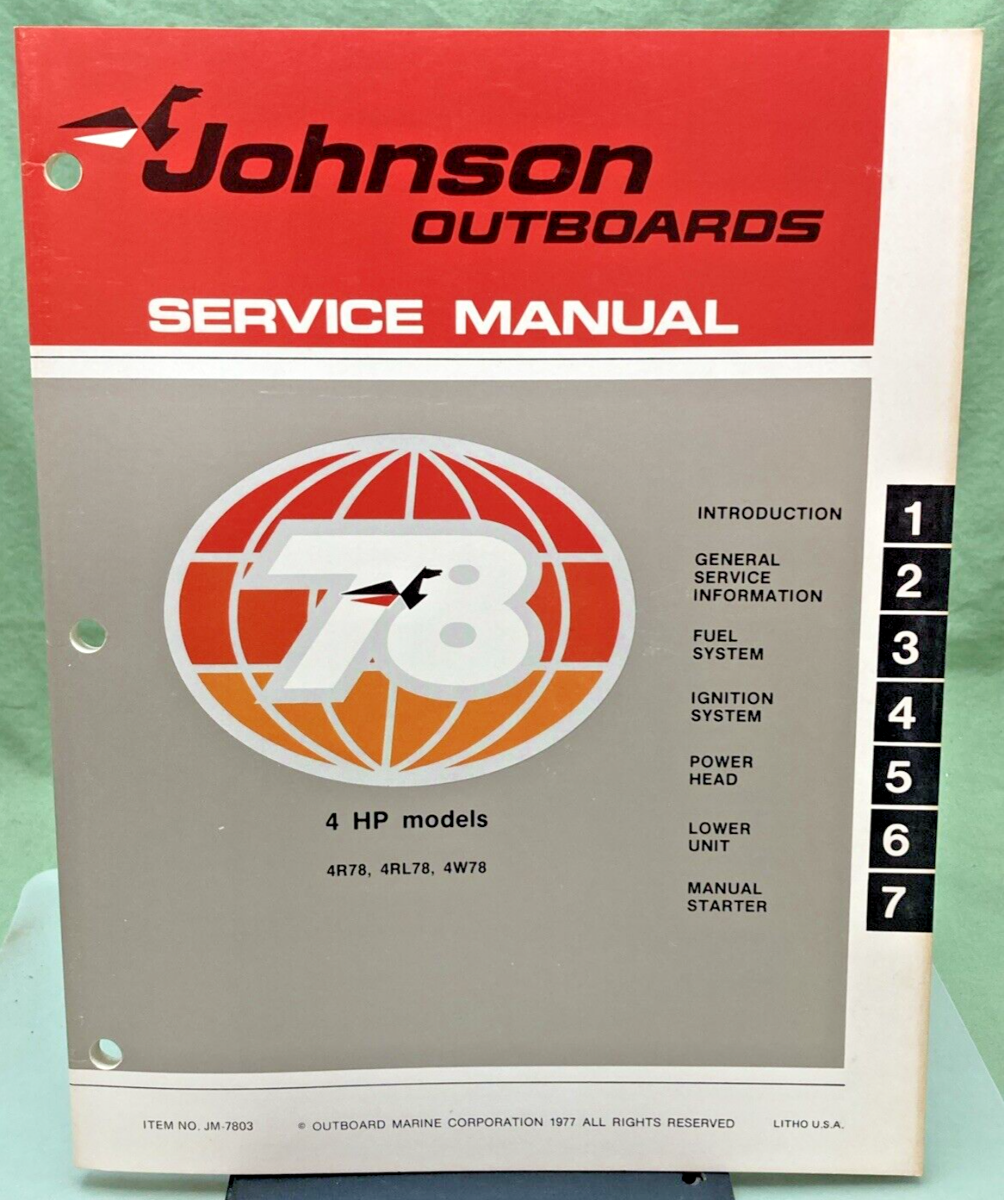 Johnson
OUTBOARDS
SERVICE MANUAL
78
4 HP models
4R78, 4RL78, 4W78
INTRODUCTION 1
GENERAL
SERVICE 2
INFORMATION
FUEL
SYSTEM 3
IGNITION
SYSTEM 4
POWER
HEAD 5
LOWER
UNIT 6
MANUAL
STARTER 7
ITEM NO. JM-7803 © OUTBOARD MARINE CORPORATION 1977 ALL RIGHTS RESERVED LITHO U.S.A.